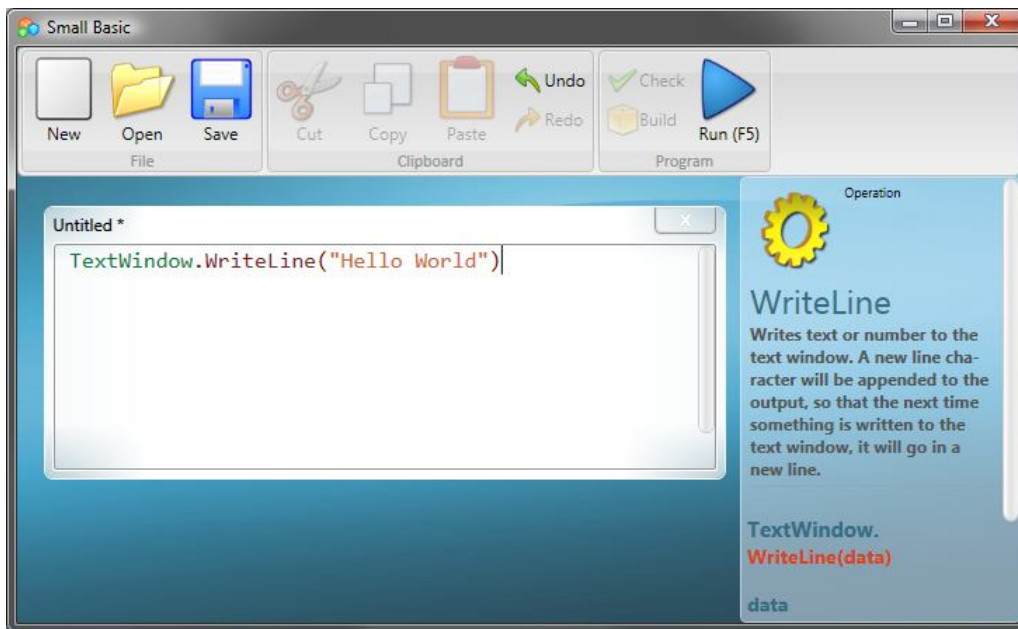 Small Basic
New Open Save
File
Cut Copy Paste
Undo
Redo
Clipboard
Check
Build
Run (F5)
Program
Untitled *
TextWindow.WriteLine("Hello World")
Operation
WriteLine
Writes text or number to the
text window. A new line cha-
racter will be appended to the
output, so that the next time
something is written to the
text window, it will go in a
new line.
TextWindow.
WriteLine(data)
data